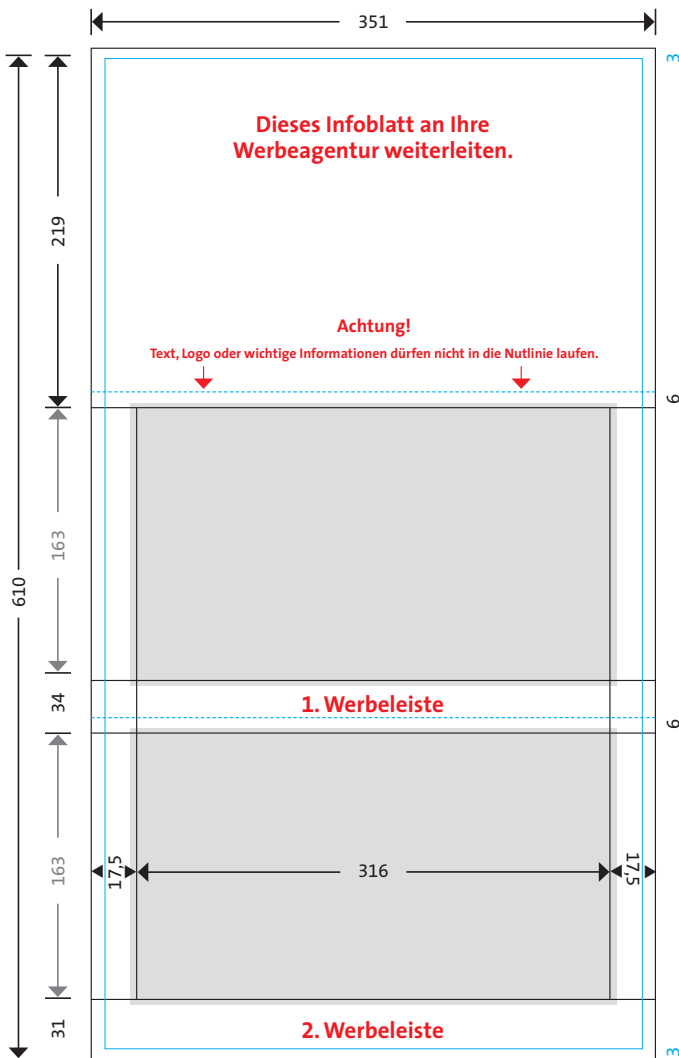 351
3
Dieses Infoblatt an Ihre
Werbeagentur weiterleiten.
219
Achtung!
Text, Logo oder wichtige Informationen dürfen nicht in die Nutlinie laufen.
6
163
610
34
1. Werbeleiste
6
163
17,5
316
17,5
31
2. Werbeleiste
3